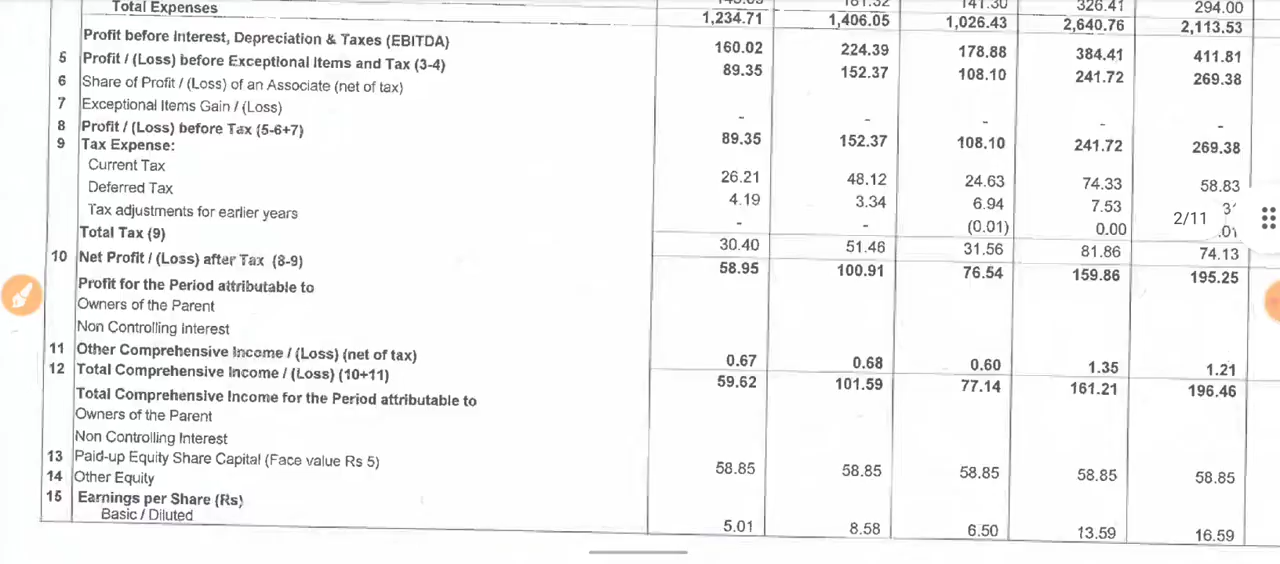 Total Expenses 181.32 141.30 326.41 294.00
1,234.71 1,406.05 1,026.43 2,640.76 2,113.53
Profit before Interest, Depreciation & Taxes (EBITDA) 160.02 224.39 178.88 384.41 411.81
5 Profit / (Loss) before Exceptional Items and Tax (3-4) 89.35 152.37 108.10 241.72 269.38
6 Share of Profit / (Loss) of an Associate (net of tax)
7 Exceptional Items Gain / (Loss) - - - - -
8 Profit / (Loss) before Tax (5-6+7) 89.35 152.37 108.10 241.72 269.38
9 Tax Expense:
Current Tax 26.21 48.12 24.63 74.33 58.83
Deferred Tax 4.19 3.34 6.94 7.53
Tax adjustments for earlier years - - (0.01) 0.00
2/11
Total Tax (9) 30.40 51.46 31.56 81.86 74.13
10 Net Profit / (Loss) after Tax (8-9) 58.95 100.91 76.54 159.86 195.25
Profit for the Period attributable to
Owners of the Parent
Non Controlling Interest
11 Other Comprehensive Income / (Loss) (net of tax) 0.67 0.68 0.60 1.35 1.21
12 Total Comprehensive Income / (Loss) (10+11) 59.62 101.59 77.14 161.21 196.46
Total Comprehensive Income for the Period attributable to
Owners of the Parent
Non Controlling Interest
13 Paid-up Equity Share Capital (Face value Rs 5) 58.85 58.85 58.85 58.85 58.85
14 Other Equity
15 Earnings per Share (Rs)
Basic / Diluted 5.01 8.58 6.50 13.59 16.59